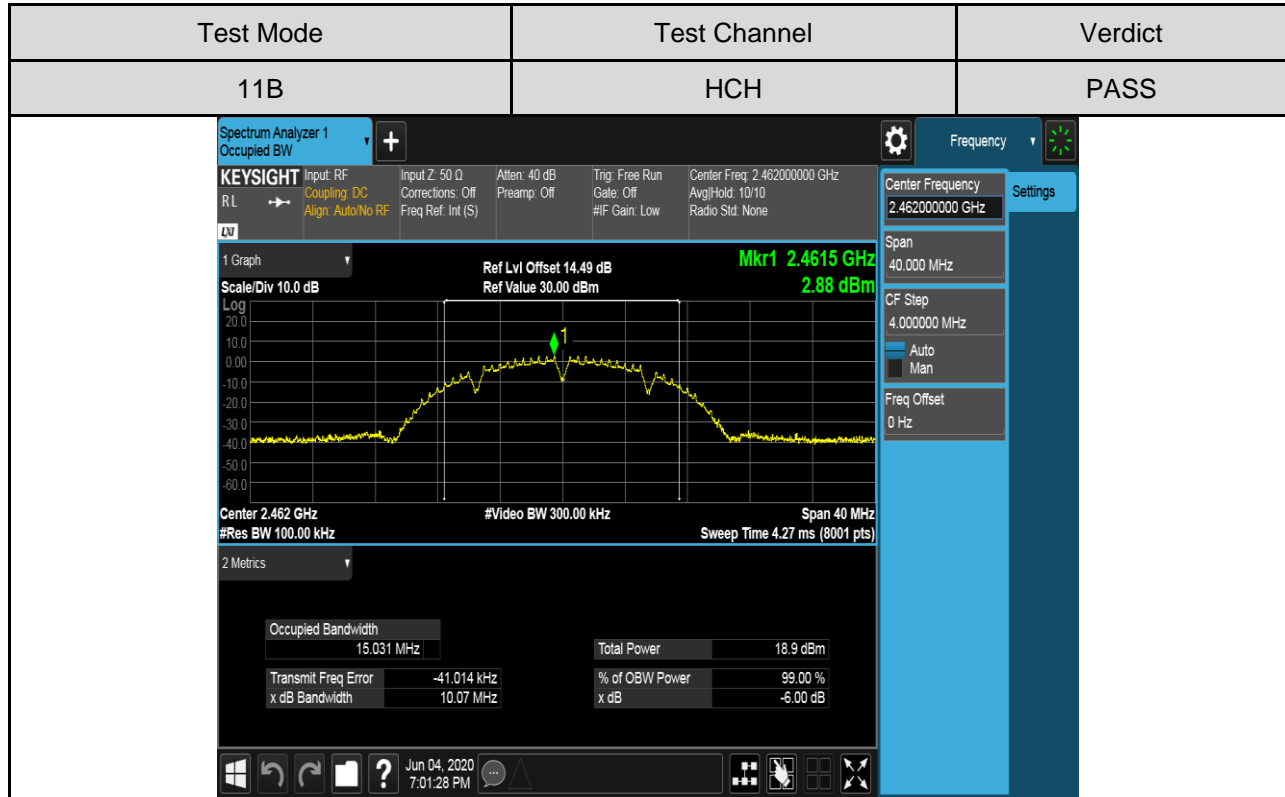 Test Mode Test Channel Verdict
11B HCH PASS
Spectrum Analyzer 1
Occupied BW
+
Frequency
KEYSIGHT
RL
LXI
Input: RF
Coupling: DC
Align: Auto/No RF
Input Z: 50 Ω
Corrections: Off
Freq Ref: Int (S)
Atten: 40 dB
Preamp: Off
Trig: Free Run
Gate: Off
#IF Gain: Low
Center Freq: 2.462000000 GHz
Avg|Hold: 10/10
Radio Std: None
Center Frequency
2.462000000 GHz
Settings
Span
40.000 MHz
CF Step
4.000000 MHz
Auto
Man
Freq Offset
0 Hz
1 Graph
Scale/Div 10.0 dB
Ref Lvl Offset 14.49 dB
Ref Value 30.00 dBm
Mkr1 2.4615 GHz
2.88 dBm
Log
20.0
10.0
0.00
-10.0
-20.0
-30.0
-40.0
-50.0
-60.0
1
Center 2.462 GHz
#Res BW 100.00 kHz
#Video BW 300.00 kHz
Span 40 MHz
Sweep Time 4.27 ms (8001 pts)
2 Metrics
Occupied Bandwidth
15.031 MHz
Total Power 18.9 dBm
Transmit Freq Error -41.014 kHz
% of OBW Power 99.00 %
x dB Bandwidth 10.07 MHz
x dB -6.00 dB
?
Jun 04, 2020
7:01:28 PM